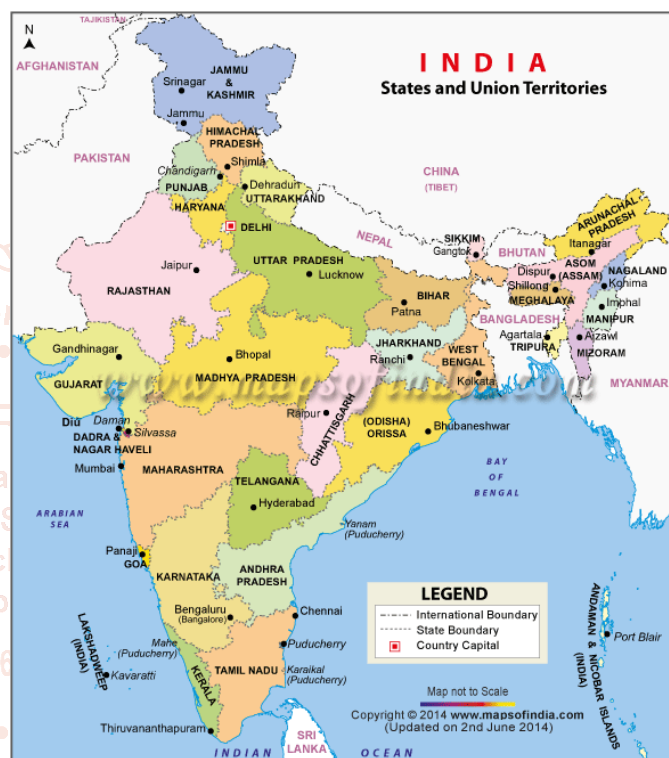 N
TAJIKISTAN
AFGHANISTAN
INDIA
States and Union Territories
JAMMU
&
KASHMIR
Srinagar
Jammu
HIMACHAL
PRADESH
Shimla
PAKISTAN
Chandigarh
PUNJAB
Dehradun
UTTARAKHAND
HARYANA
DELHI
CHINA
(TIBET)
NEPAL
SIKKIM
Gangtok
BHUTAN
ARUNACHAL
PRADESH
Itanagar
ASOM
(ASSAM)
Dispur
NAGALAND
Shillong
Kohima
MEGHALAYA
Imphal
MANIPUR
BANGLADESH
Agartala
Aizawl
TRIPURA
MIZORAM
MYANMAR
Jaipur
RAJASTHAN
UTTAR PRADESH
Lucknow
BIHAR
Patna
JHARKHAND
Ranchi
WEST
BENGAL
Kolkata
Gandhinagar
GUJARAT
Bhopal
MADHYA PRADESH
www.mapsofindia.com
Raipur
CHHATTISGARH
(ODISHA)
ORISSA
Bhubaneshwar
Diu
Daman
DADRA &
NAGAR HAVELI
Silvassa
Mumbai
MAHARASHTRA
TELANGANA
Hyderabad
BAY
OF
BENGAL
ARABIAN
SEA
Yanam
(Puducherry)
Panaji
GOA
KARNATAKA
ANDHRA
PRADESH
Bengaluru
(Bangalore)
Chennai
LAKSHADWEEP
(INDIA)
Kavaratti
Mahe
(Puducherry)
Puducherry
Karaikal
(Puducherry)
KERALA
TAMIL NADU
Thiruvananthapuram
SRI
LANKA
INDIAN OCEAN
ANDAMAN & NICOBAR ISLANDS
(INDIA)
Port Blair
LEGEND
International Boundary
State Boundary
Country Capital
Map not to Scale
Copyright © 2014 www.mapsofindia.com
(Updated on 2nd June 2014)